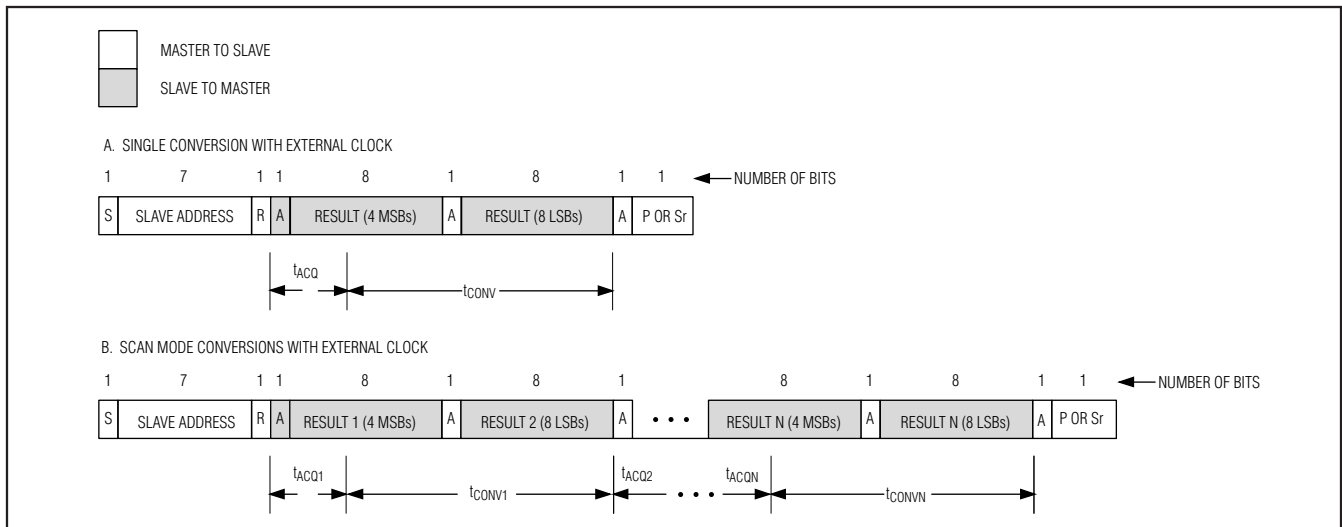 MASTER TO SLAVE
SLAVE TO MASTER
A. SINGLE CONVERSION WITH EXTERNAL CLOCK
1 7 1 1 8 1 8 1 1 NUMBER OF BITS
S SLAVE ADDRESS R A RESULT (4 MSBs) A RESULT (8 LSBs) A P OR Sr
tACQ
tCONV
B. SCAN MODE CONVERSIONS WITH EXTERNAL CLOCK
1 7 1 1 8 1 8 1 8 1 8 1 1 NUMBER OF BITS
S SLAVE ADDRESS R A RESULT 1 (4 MSBs) A RESULT 2 (8 LSBs) A • • • RESULT N (4 MSBs) A RESULT N (8 LSBs) A P OR Sr
tACQ1 tACQ2 tACQN
tCONV1 • • • tCONVN